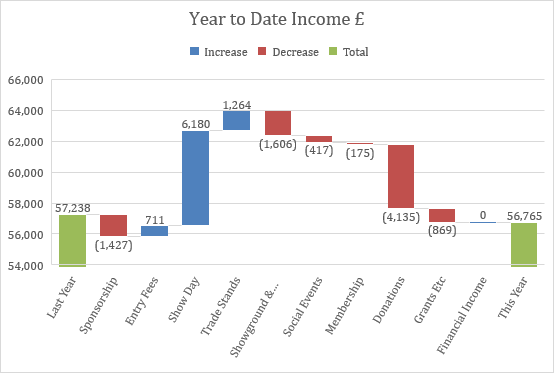 Year to Date Income £
Increase Decrease Total
66,000
64,000
62,000
60,000
58,000
56,000
54,000
57,238
(1,427)
711
6,180
1,264
(1,606)
(417)
(175)
(4,135)
(869)
0
56,765
Last Year
Sponsorship
Entry Fees
Show Day
Trade Stands
Showground &...
Social Events
Membership
Donations
Grants Etc
Financial Income
This Year